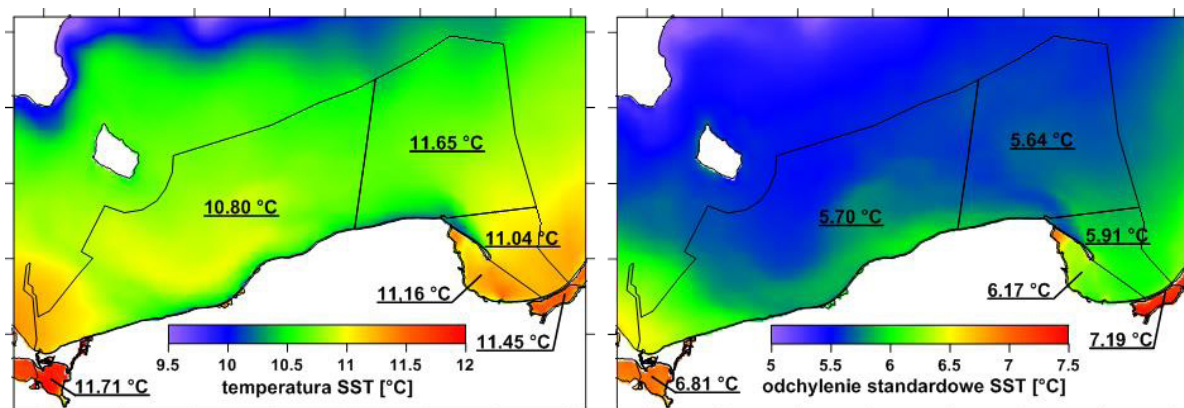 11.65 °C
10.80 °C
11.04 °C
11.16 °C
11.45 °C
11.71 °C
9.5 10 10.5 11 11.5 12
temperatura SST [°C]
5.64 °C
5.70 °C
5.91 °C
6.17 °C
7.19 °C
6.81 °C
5 5.5 6 6.5 7 7.5
odchylenie standardowe SST [°C]